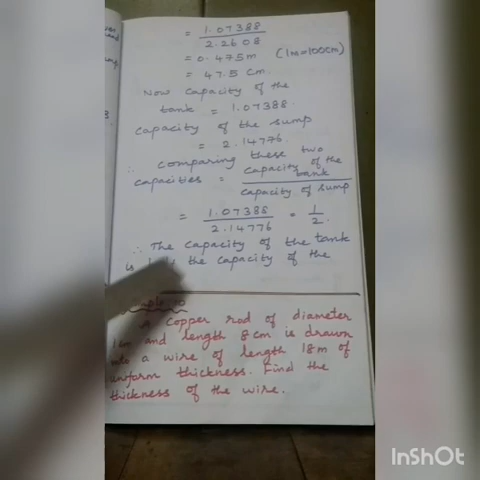 = 1.07388
2.2608
= 0.475m (1m=100cm)
= 47.5 cm.
Now capacity of the
tank = 1.07388.
capacity of the sump
= 2.14776.
∴ comparing these two
capacities = capacity of the
tank
capacity of sump
= 1.07388 = 1
2.14776 2.
∴ The capacity of the tank
is the capacity of the
A copper rod of diameter
and length 8cm is drawn
a wire of length 18m of
uniform thickness. Find the
thickness of the wire.
InShOt